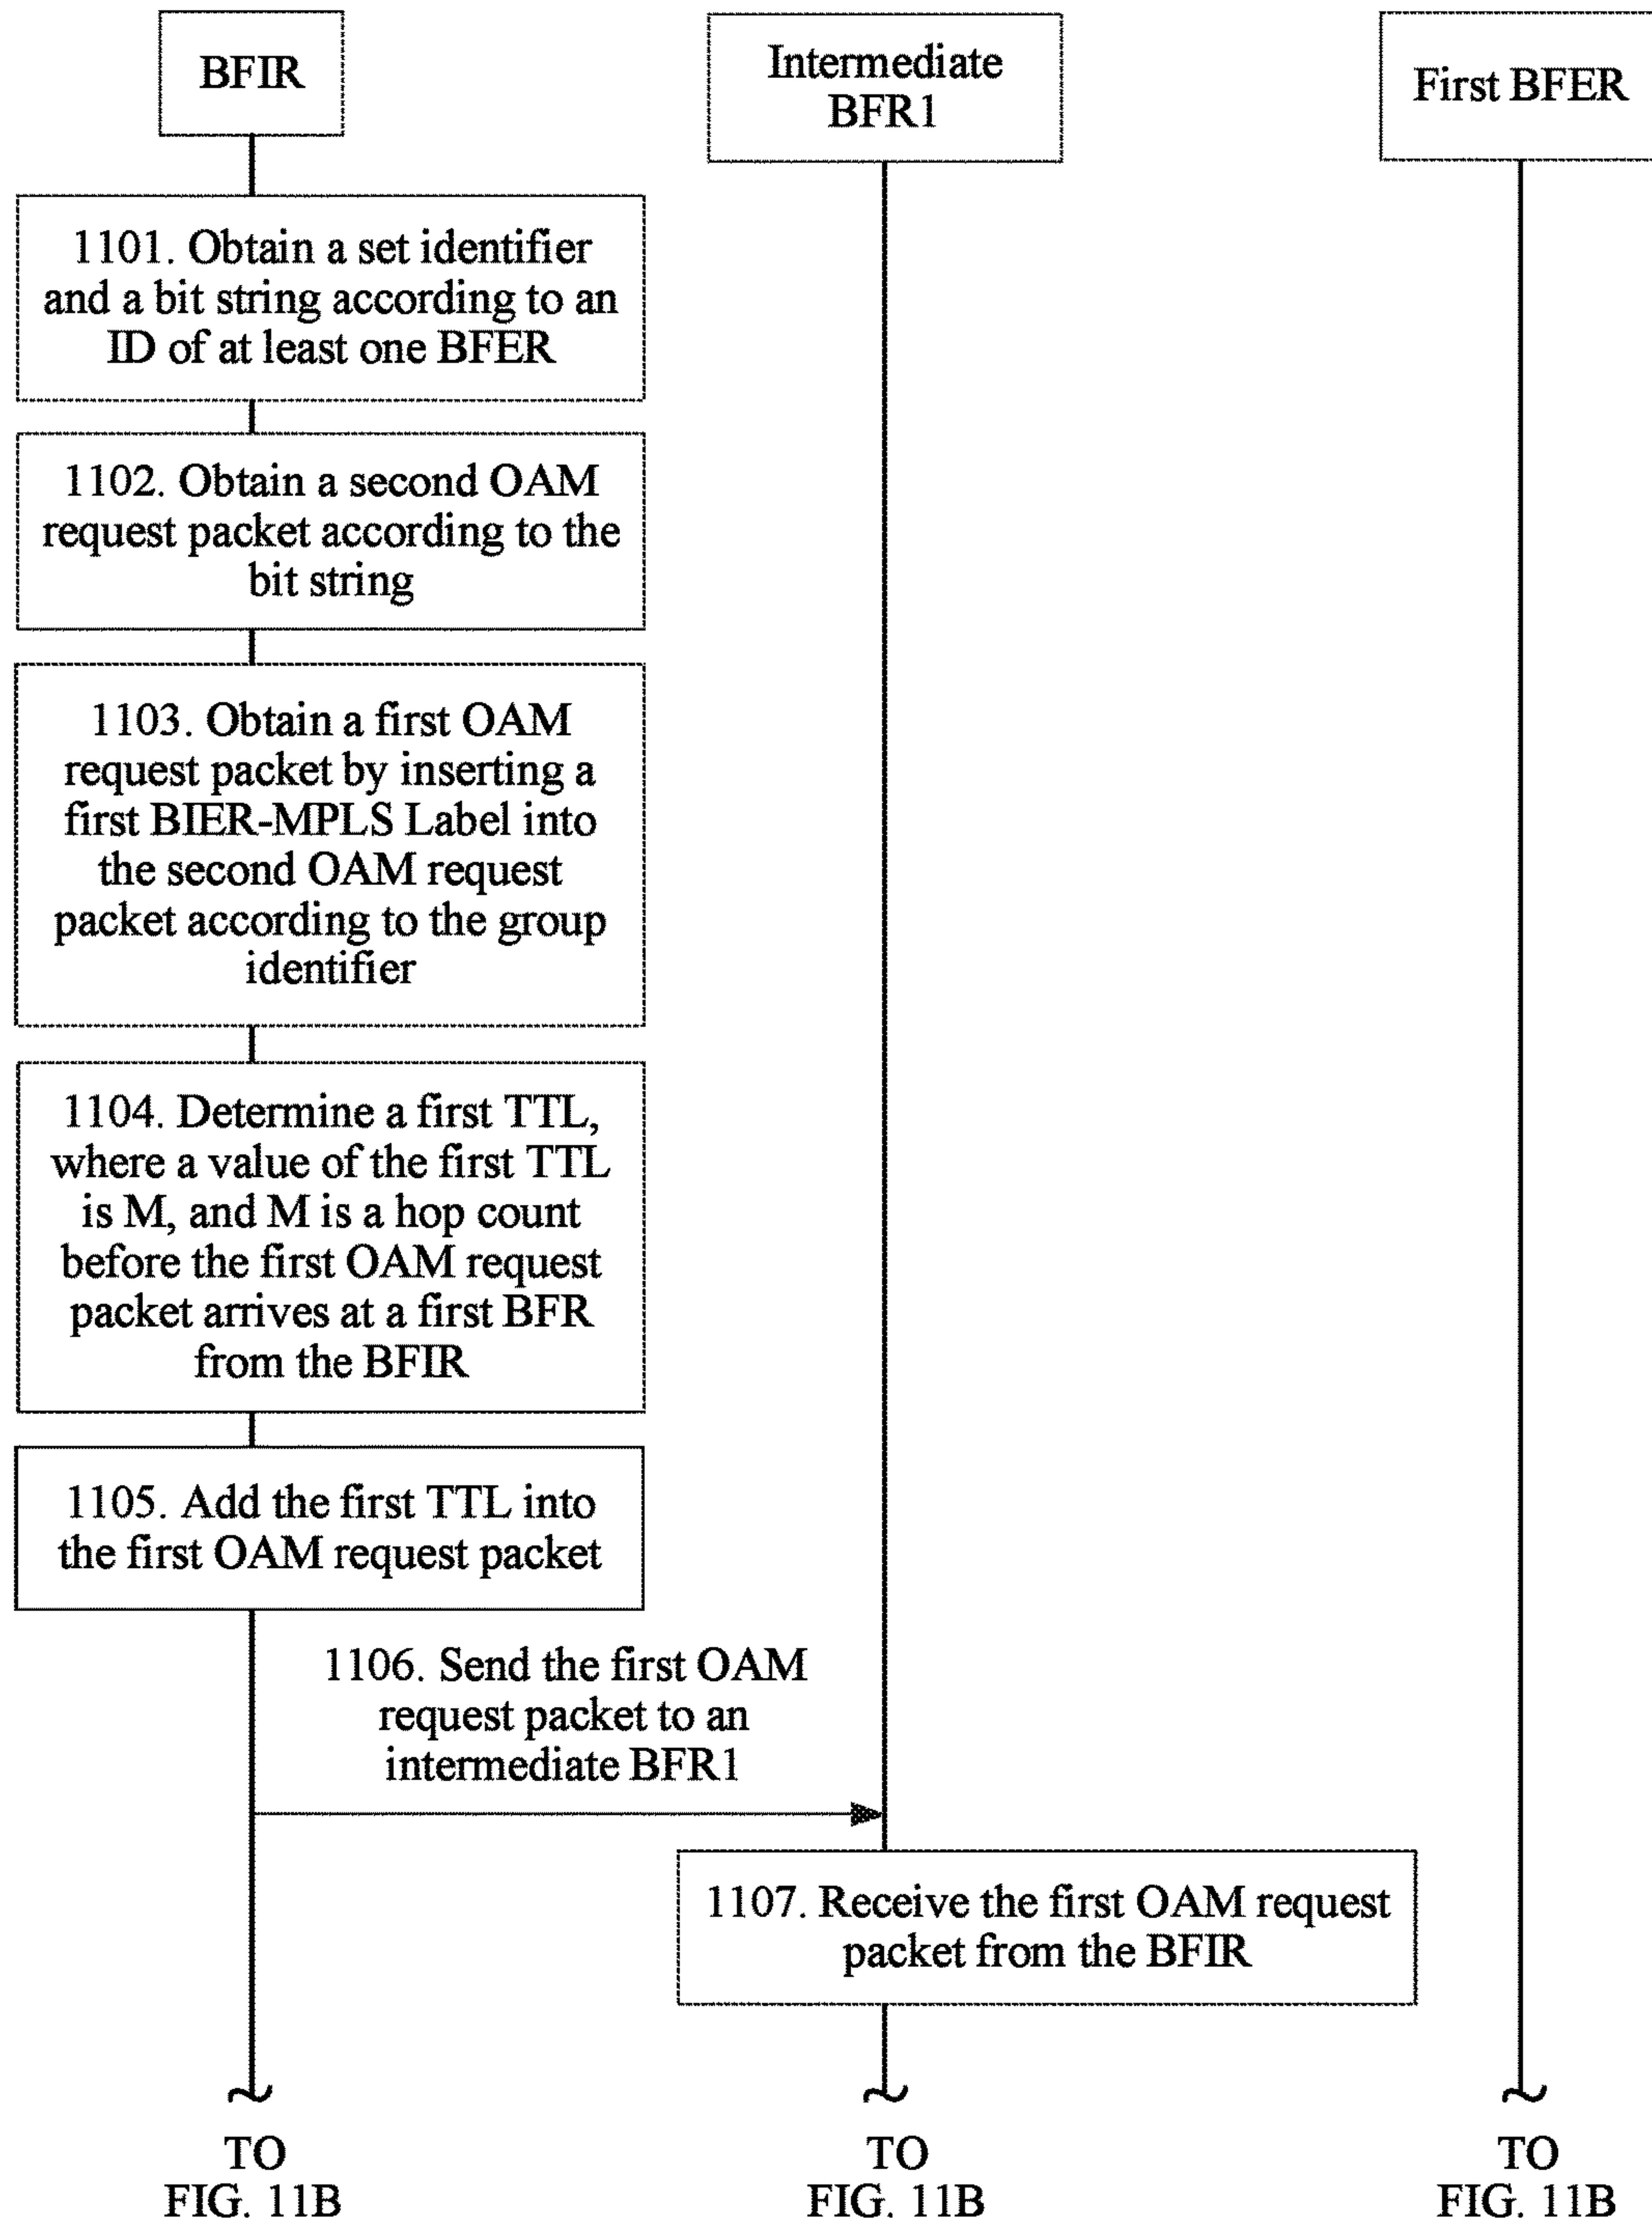 BFIR
Intermediate
BFR1
First BFER
1101. Obtain a set identifier
and a bit string according to an
ID of at least one BFER
1102. Obtain a second OAM
request packet according to the
bit string
1103. Obtain a first OAM
request packet by inserting a
first BIER-MPLS Label into
the second OAM request
packet according to the group
identifier
1104. Determine a first TTL,
where a value of the first TTL
is M, and M is a hop count
before the first OAM request
packet arrives at a first BFR
from the BFIR
1105. Add the first TTL into
the first OAM request packet
1106. Send the first OAM
request packet to an
intermediate BFR1
1107. Receive the first OAM request
packet from the BFIR
TO
FIG. 11B
TO
FIG. 11B
TO
FIG. 11B